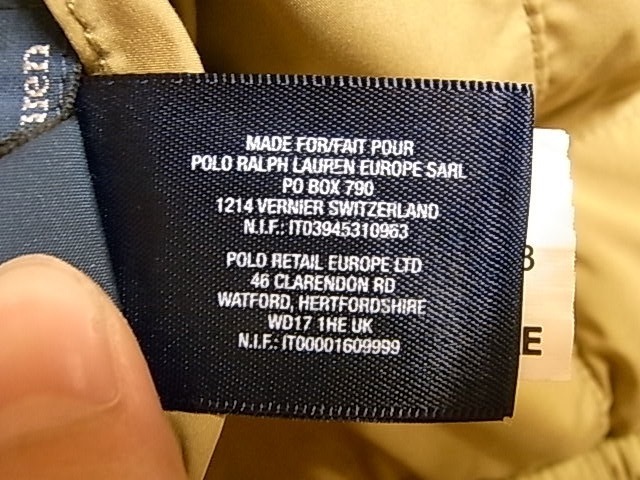 MADE FOR/FAIT POUR
POLO RALPH LAUREN EUROPE SARL
PO BOX 790
1214 VERNIER SWITZERLAND
N.I.F.: IT03945310963
POLO RETAIL EUROPE LTD
46 CLARENDON RD
WATFORD, HERTFORDSHIRE
WD17 1HE UK
N.I.F.: IT00001609999
E